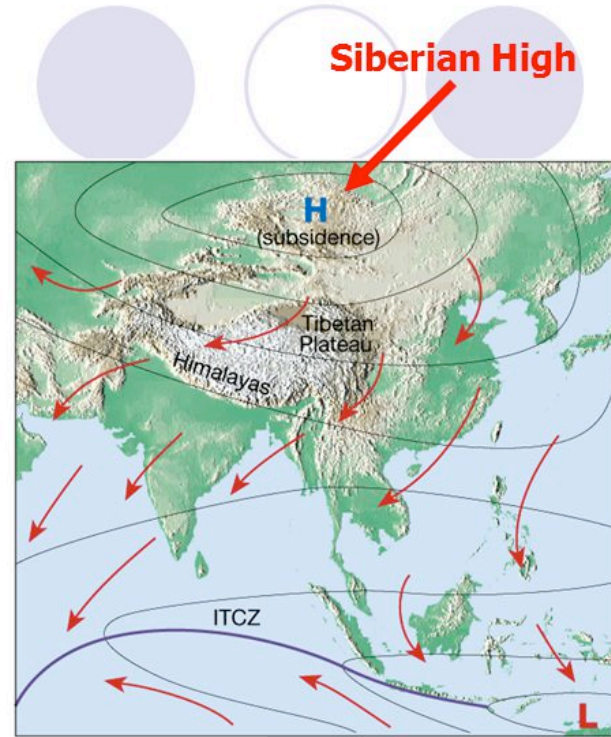 Siberian High
H
(subsidence)
Tibetan
Plateau
Himalayas
ITCZ
L